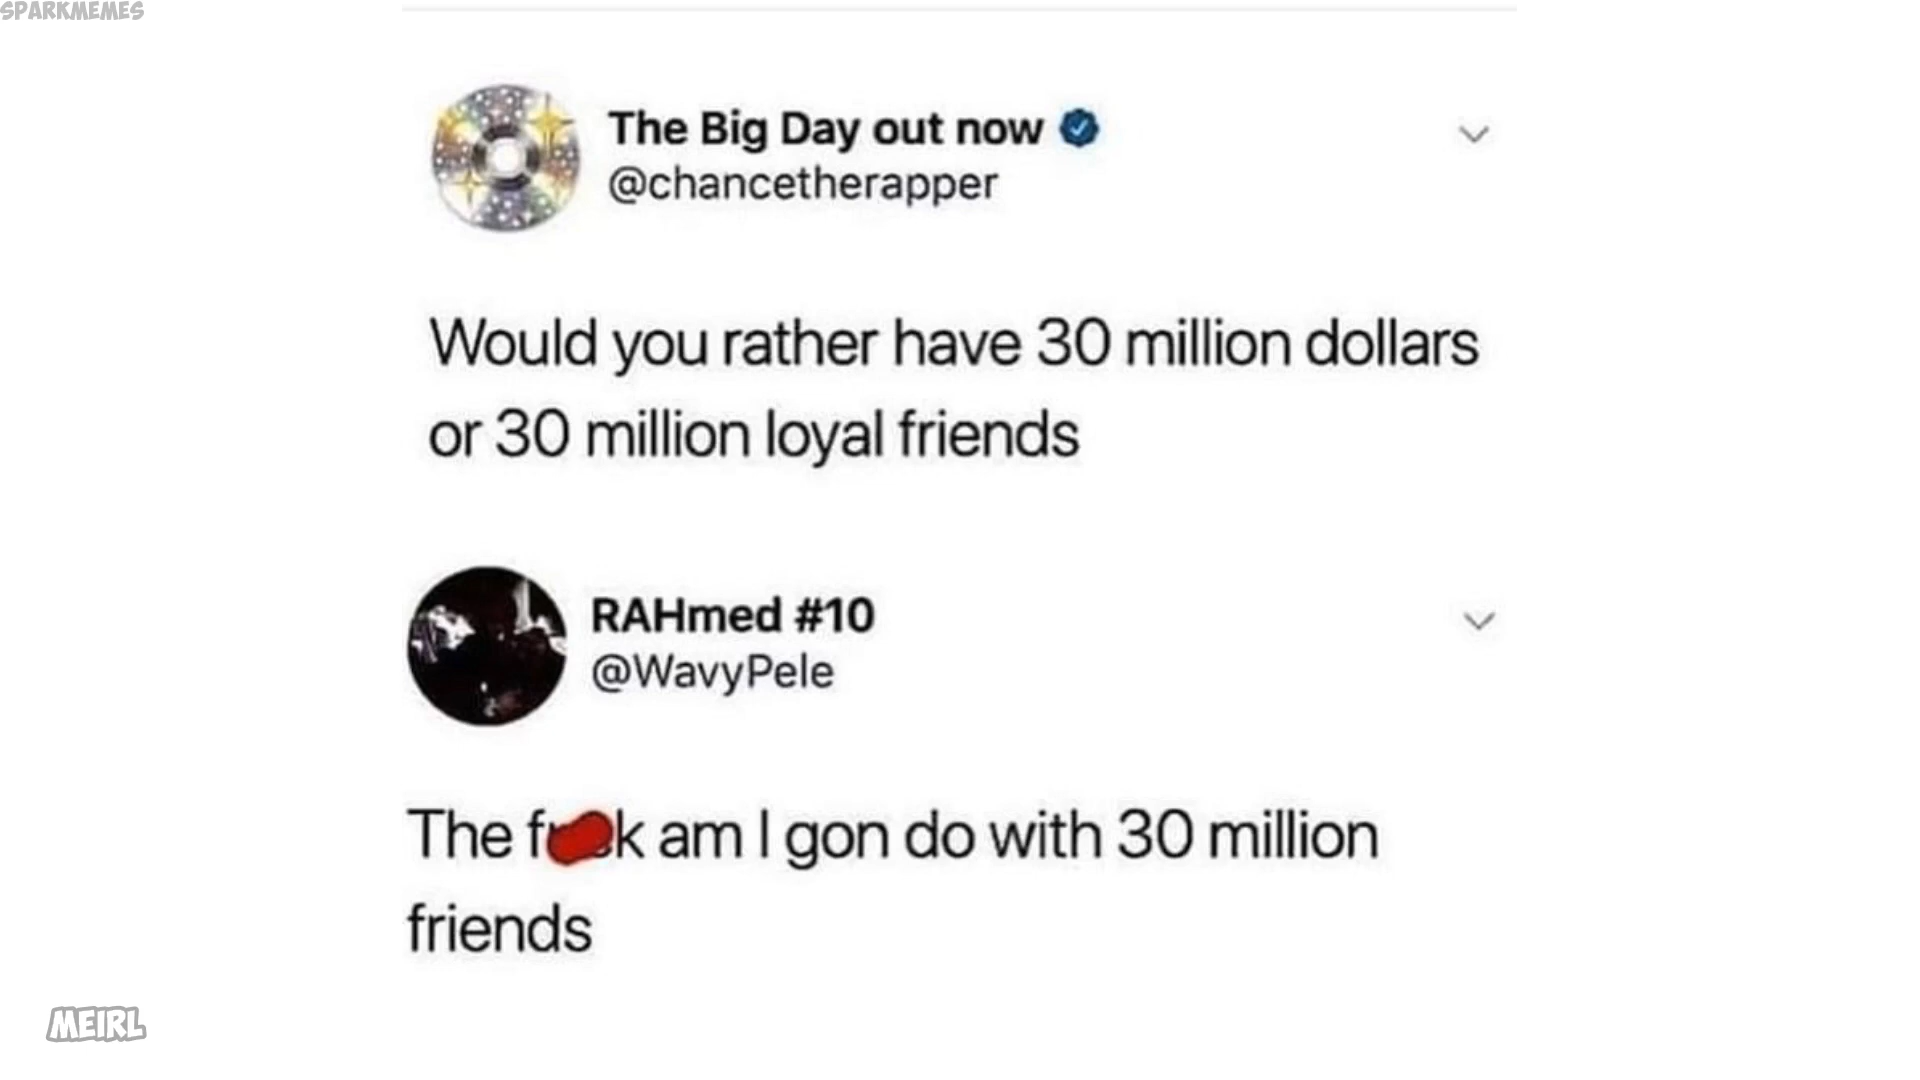 SPARKMEMES
The Big Day out now
@chancetherapper
Would you rather have 30 million dollars
or 30 million loyal friends
RAHmed #10
@WavyPele
The f k am I gon do with 30 million
friends
MEIRL